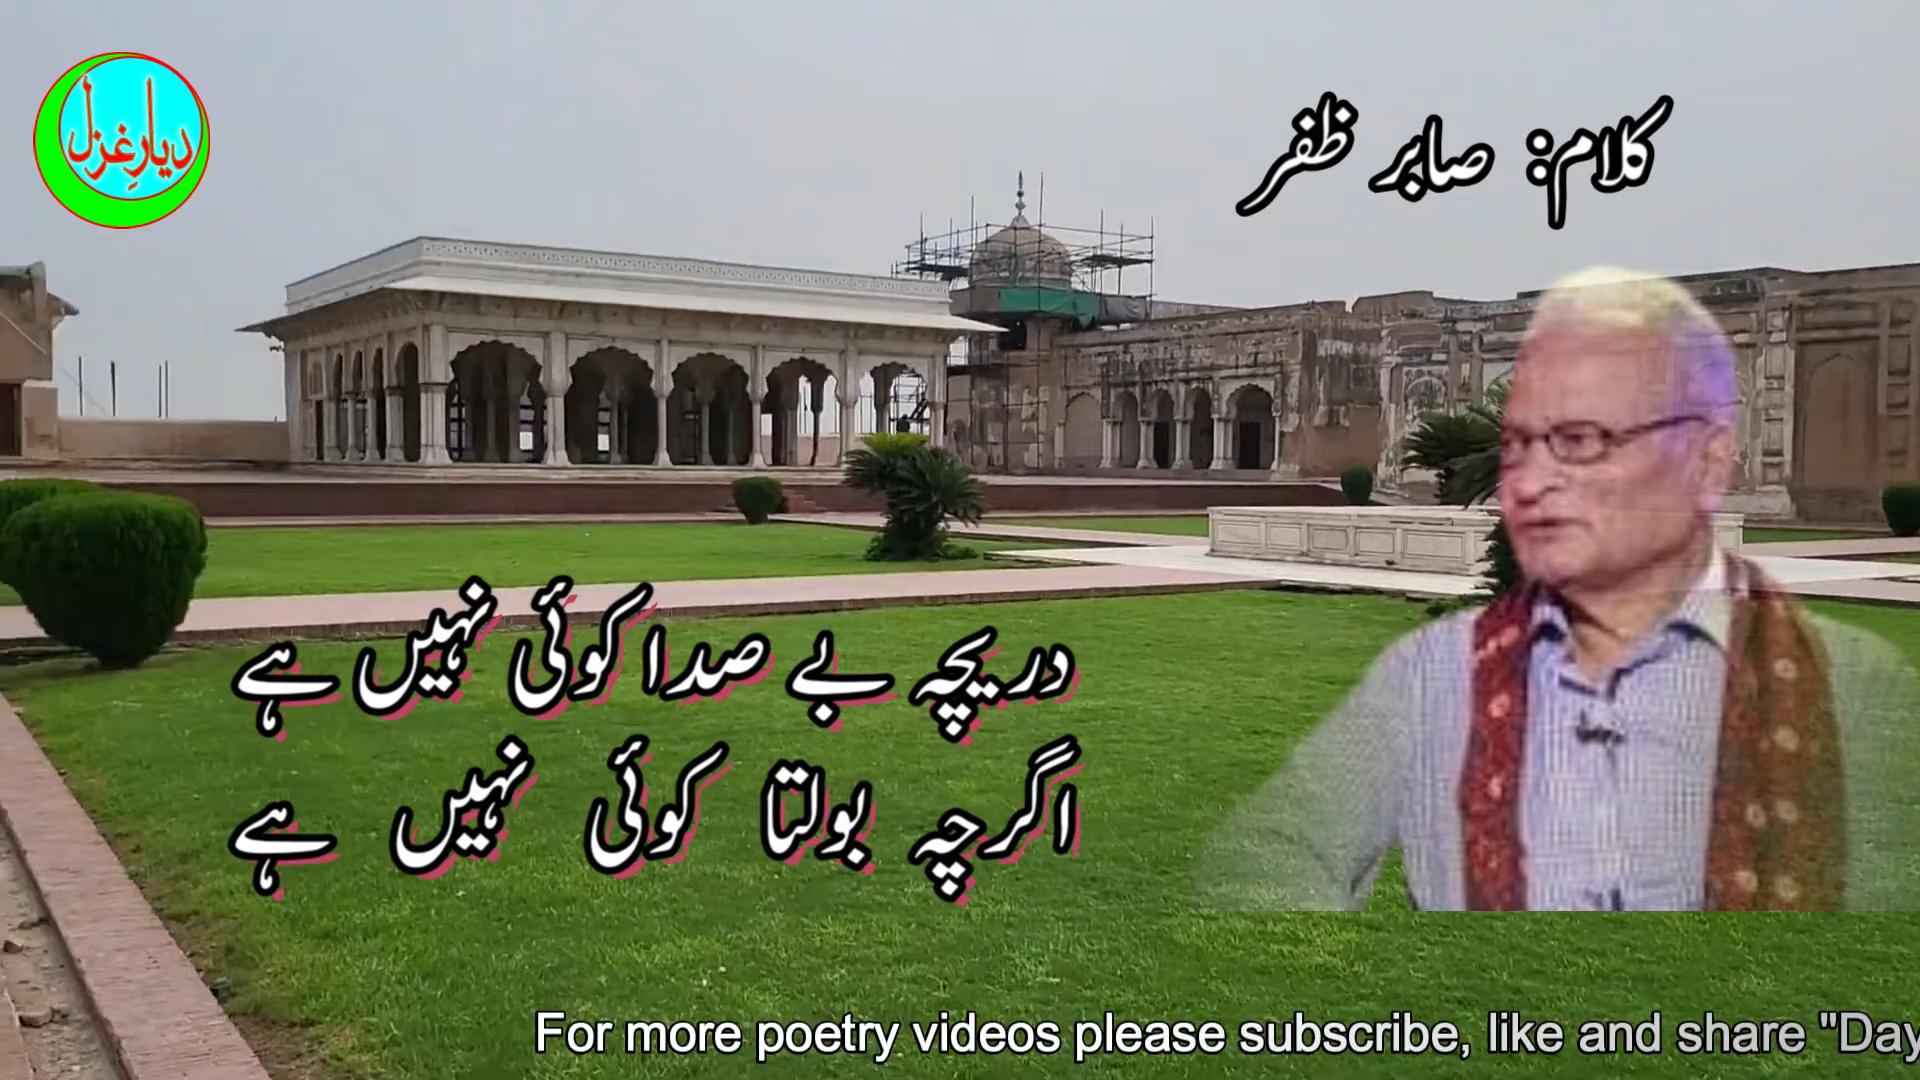 دیارِ غزل
کلام: صابر ظفر
دریچہ بے صدا کوئی نہیں ہے
اگرچہ بولتا کوئی نہیں ہے
For more poetry videos please subscribe, like and share "Day